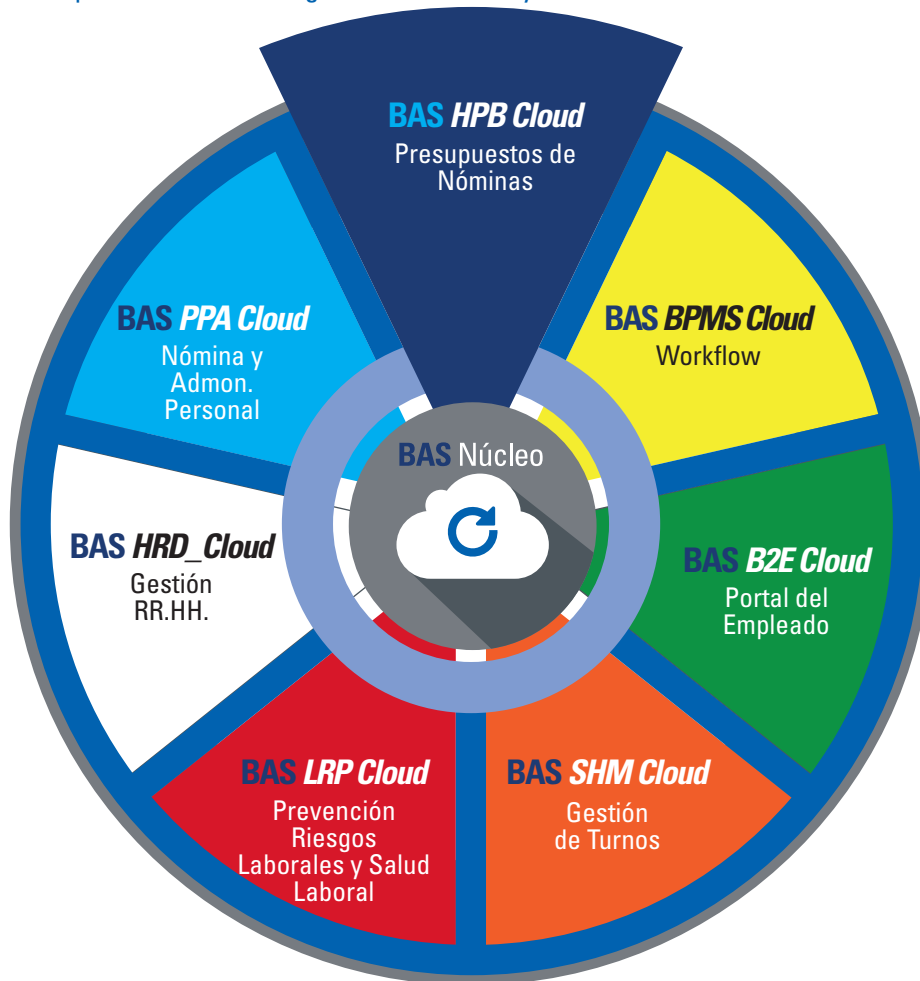 BAS HPB Cloud
Presupuestos de
Nóminas
BAS BPMS Cloud
Workflow
BAS B2E Cloud
Portal del
Empleado
BAS SHM Cloud
Gestión
de Turnos
BAS LRP Cloud
Prevención
Riesgos
Laborales y Salud
Laboral
BAS HRD_Cloud
Gestión
RR.HH.
BAS PPA Cloud
Nómina y
Admon.
Personal
BAS Núcleo